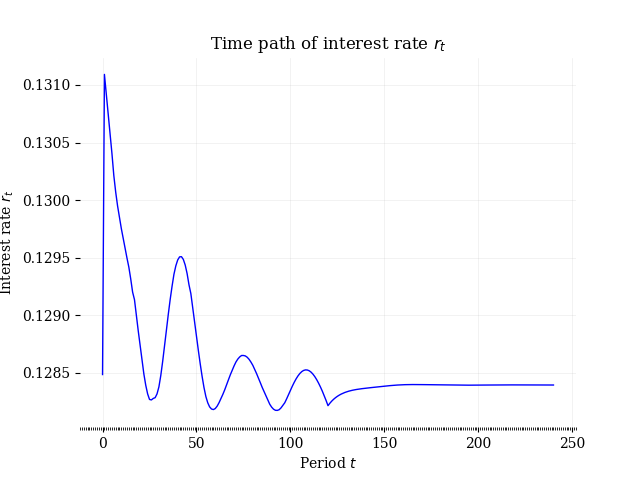 Time path of interest rate r_t
Interest rate r_t
0.1310
0.1305
0.1300
0.1295
0.1290
0.1285
0 50 100 150 200 250
Period t